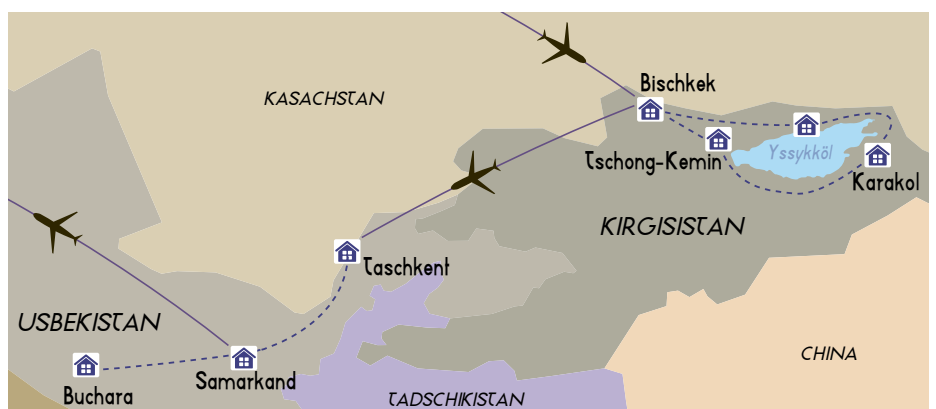 Bischkek
KASACHSTAN
Yssykköl
Tschong-Kemin
Karakol
KIRGISISTAN
Taschkent
USBEKISTAN
CHINA
Samarkand
Buchara
TADSCHIKISTAN